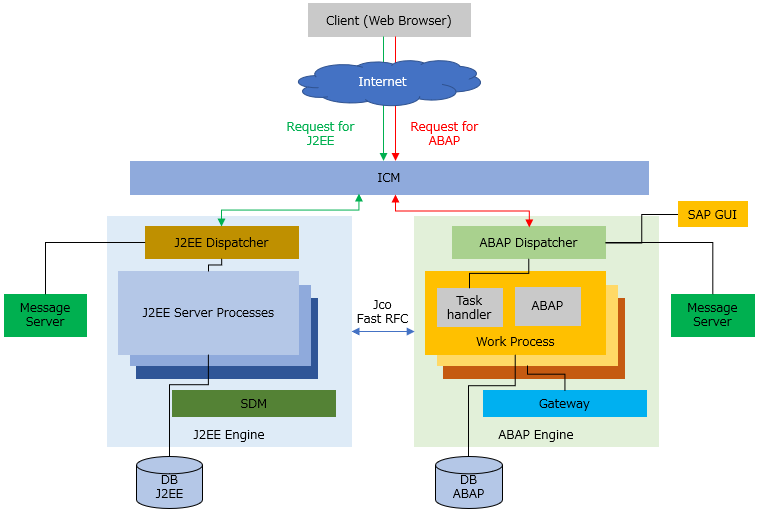 Client (Web Browser)
Internet
Request for
J2EE
Request for
ABAP
ICM
SAP GUI
J2EE Dispatcher
ABAP Dispatcher
Message
Server
J2EE Server Processes
Jco
Fast RFC
Task
handler
ABAP
Work Process
Message
Server
SDM
Gateway
J2EE Engine
ABAP Engine
DB
J2EE
DB
ABAP